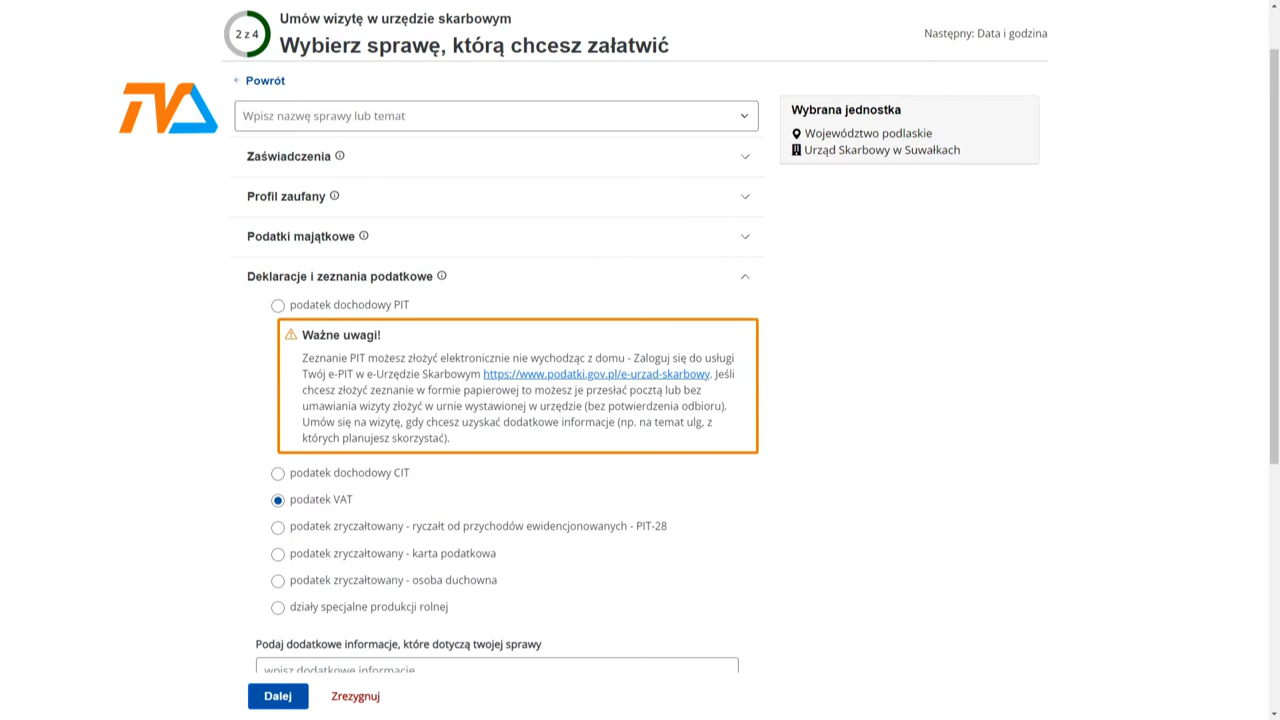 2 z 4
Umów wizytę w urzędzie skarbowym
Wybierz sprawę, którą chcesz załatwić
Następny: Data i godzina
Powrót
Wpisz nazwę sprawy lub temat
Wybrana jednostka
Województwo podlaskie
Urząd Skarbowy w Suwałkach
Zaświadczenia
Profil zaufany
Podatki majątkowe
Deklaracje i zeznania podatkowe
podatek dochodowy PIT
Ważne uwagi!
Zeznanie PIT możesz złożyć elektronicznie nie wychodząc z domu - Zaloguj się do usługi
Twój e-PIT w e-Urzędzie Skarbowym https://www.podatki.gov.pl/e-urzad-skarbowy. Jeśli
chcesz złożyć zeznanie w formie papierowej to możesz je przesłać pocztą lub bez
umawiania wizyty złożyć w urnie wystawionej w urzędzie (bez potwierdzenia odbioru).
Umów się na wizytę, gdy chcesz uzyskać dodatkowe informacje (np. na temat ulg, z
których planujesz skorzystać).
podatek dochodowy CIT
podatek VAT
podatek zryczałtowany - ryczałt od przychodów ewidencjonowanych - PIT-28
podatek zryczałtowany - karta podatkowa
podatek zryczałtowany - osoba duchowna
działy specjalne produkcji rolnej
Podaj dodatkowe informacje, które dotyczą twojej sprawy
wpisz dodatkowe informacje
Dalej
Zrezygnuj